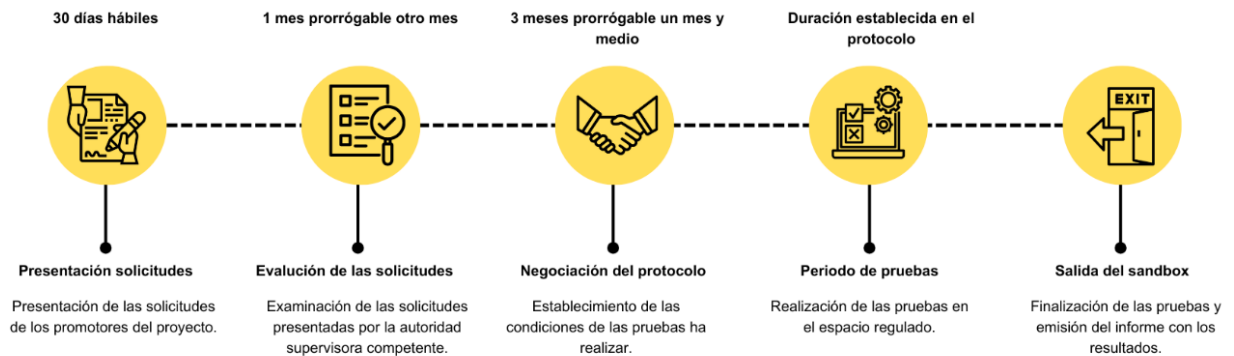 30 días hábiles
1 mes prorrógable otro mes
3 meses prorrógable un mes y
medio
Duración establecida en el
protocolo
EXIT
Presentación solicitudes
Presentación de las solicitudes
de los promotores del proyecto.
Evalución de las solicitudes
Examinación de las solicitudes
presentadas por la autoridad
supervisora competente.
Negociación del protocolo
Establecimiento de las
condiciones de las pruebas ha
realizar.
Periodo de pruebas
Realización de las pruebas en
el espacio regulado.
Salida del sandbox
Finalización de las pruebas y
emisión del informe con los
resultados.